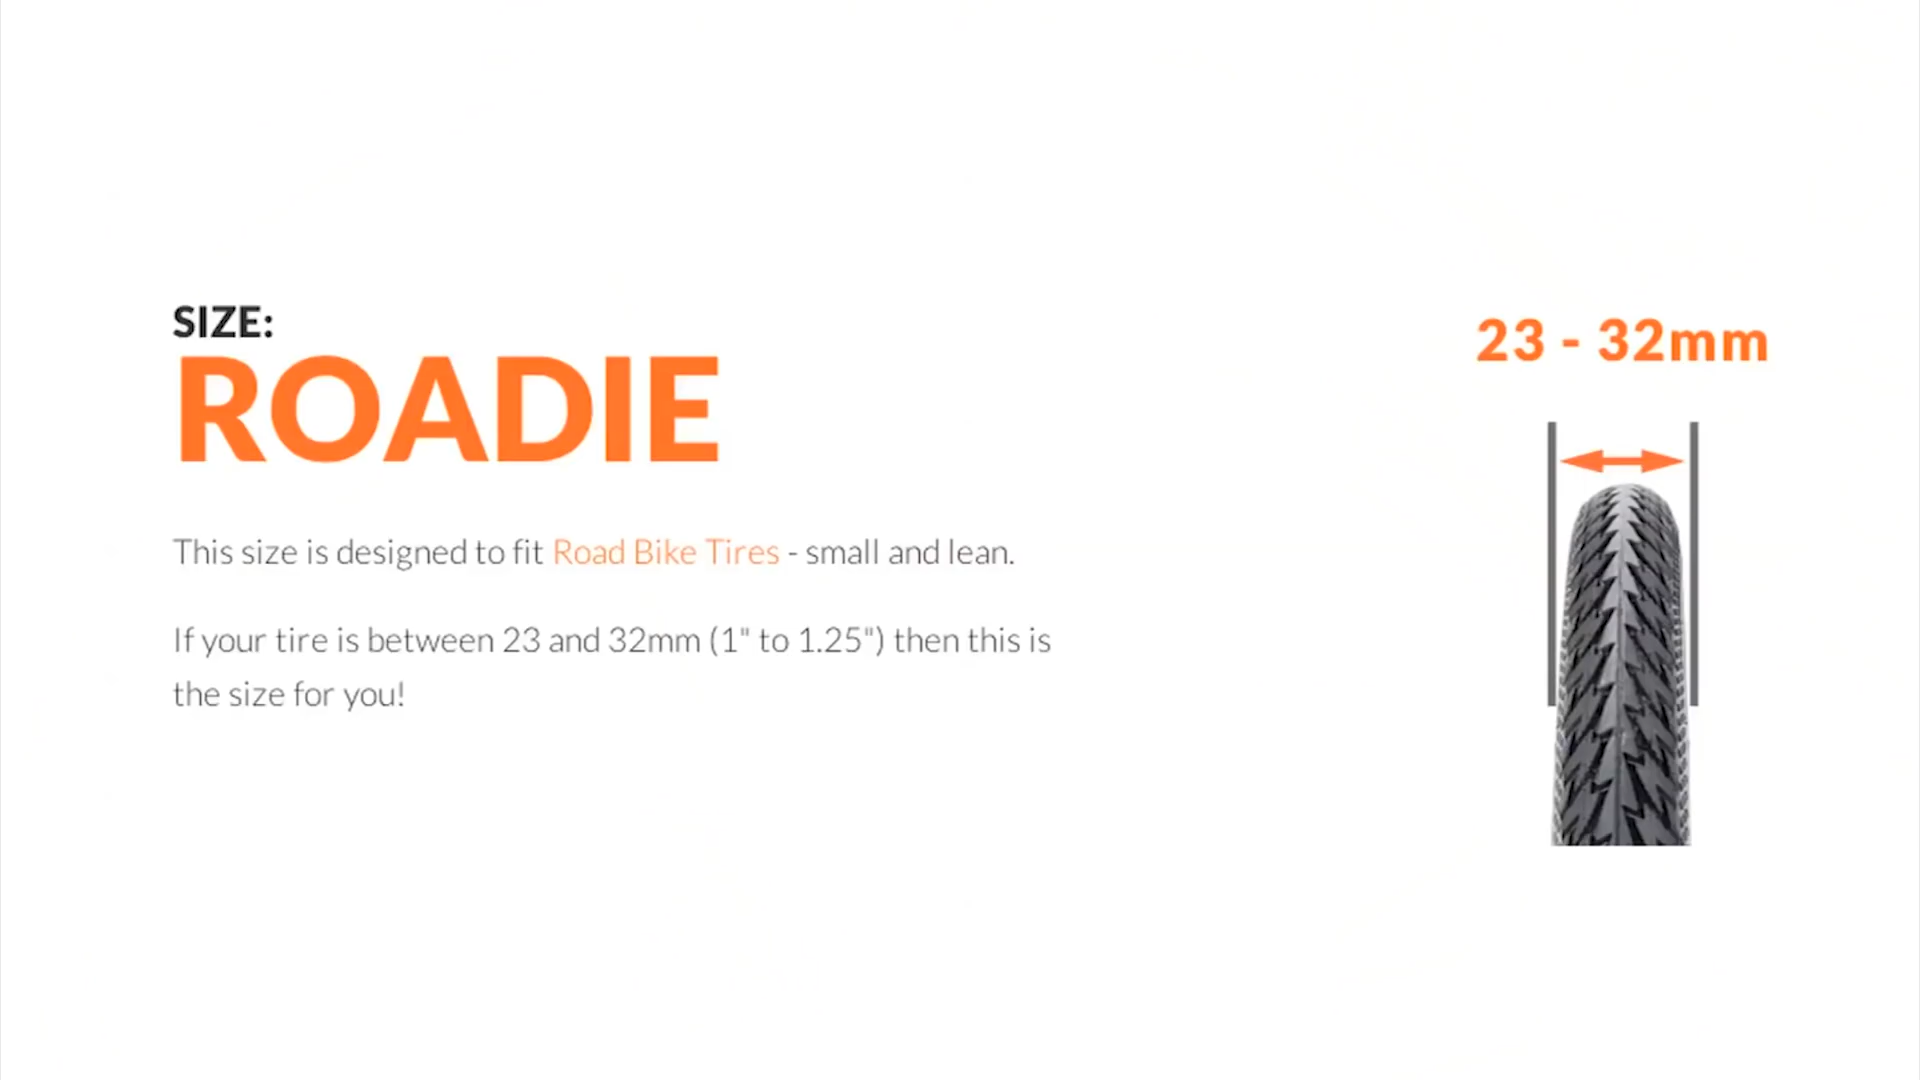 SIZE:
ROADIE
23 - 32mm
This size is designed to fit Road Bike Tires - small and lean.
If your tire is between 23 and 32mm (1" to 1.25") then this is
the size for you!